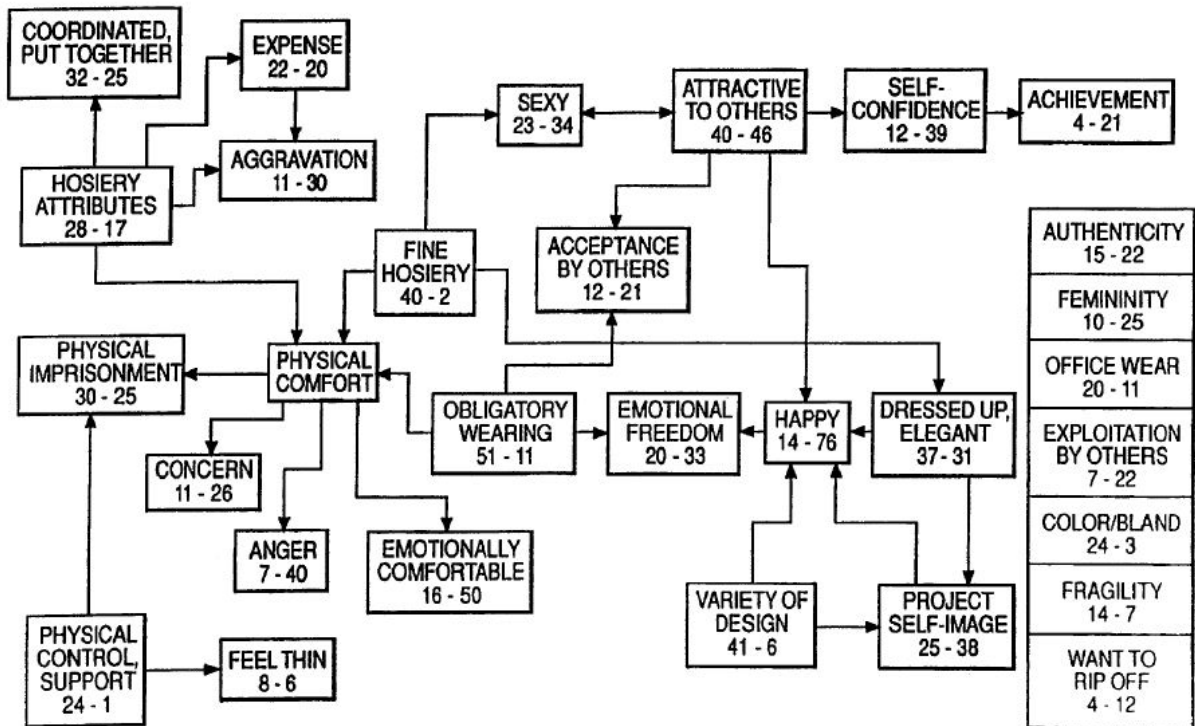 COORDINATED,
PUT TOGETHER
32 - 25
EXPENSE
22 - 20
SEXY
23 - 34
ATTRACTIVE
TO OTHERS
40 - 46
SELF-
CONFIDENCE
12 - 39
ACHIEVEMENT
4 - 21
AGGRAVATION
11 - 30
HOSIERY
ATTRIBUTES
28 - 17
FINE
HOSIERY
40 - 2
ACCEPTANCE
BY OTHERS
12 - 21
PHYSICAL
IMPRISONMENT
30 - 25
PHYSICAL
COMFORT
OBLIGATORY
WEARING
51 - 11
EMOTIONAL
FREEDOM
20 - 33
HAPPY
14 - 76
DRESSED UP,
ELEGANT
37 - 31
CONCERN
11 - 26
ANGER
7 - 40
EMOTIONALLY
COMFORTABLE
16 - 50
VARIETY OF
DESIGN
41 - 6
PROJECT
SELF-IMAGE
25 - 38
PHYSICAL
CONTROL,
SUPPORT
24 - 1
FEEL THIN
8 - 6
AUTHENTICITY
15 - 22
FEMININITY
10 - 25
OFFICE WEAR
20 - 11
EXPLOITATION
BY OTHERS
7 - 22
COLOR/BLAND
24 - 3
FRAGILITY
14 - 7
WANT TO
RIP OFF
4 - 12